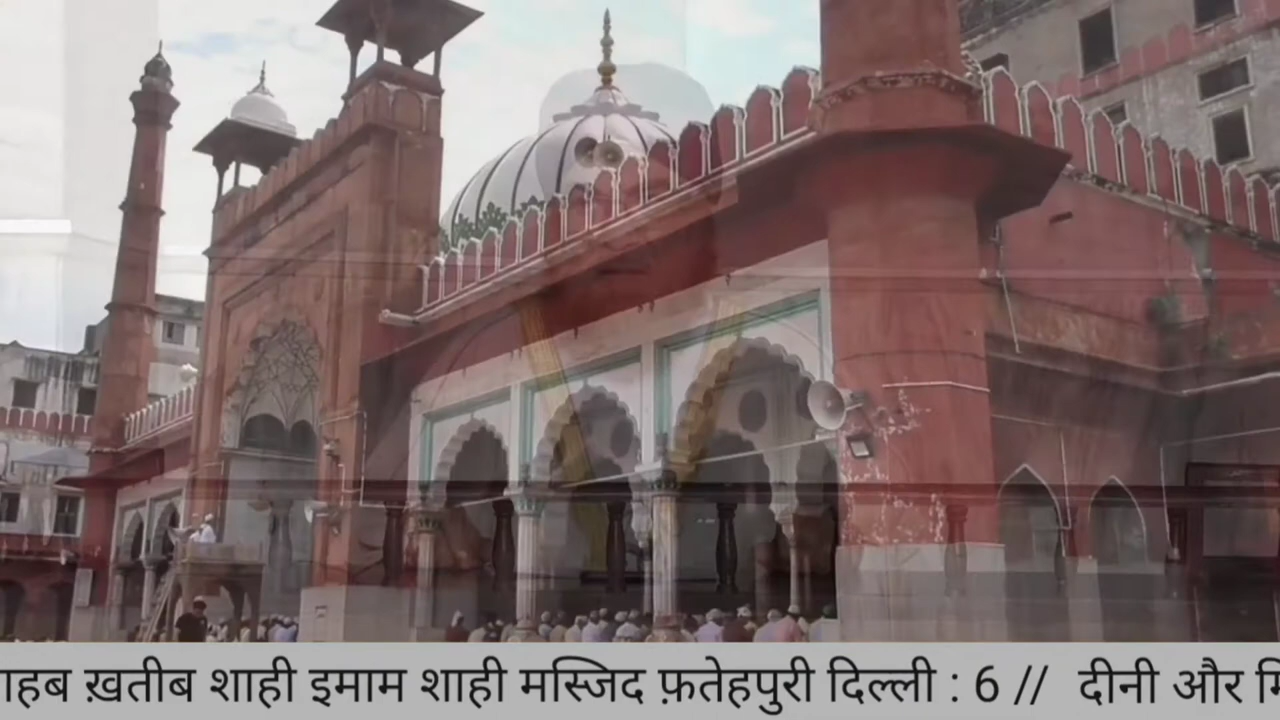 ख़तीब शाही इमाम शाही मस्जिद फ़तेहपुरी दिल्ली : 6 // दीनी और